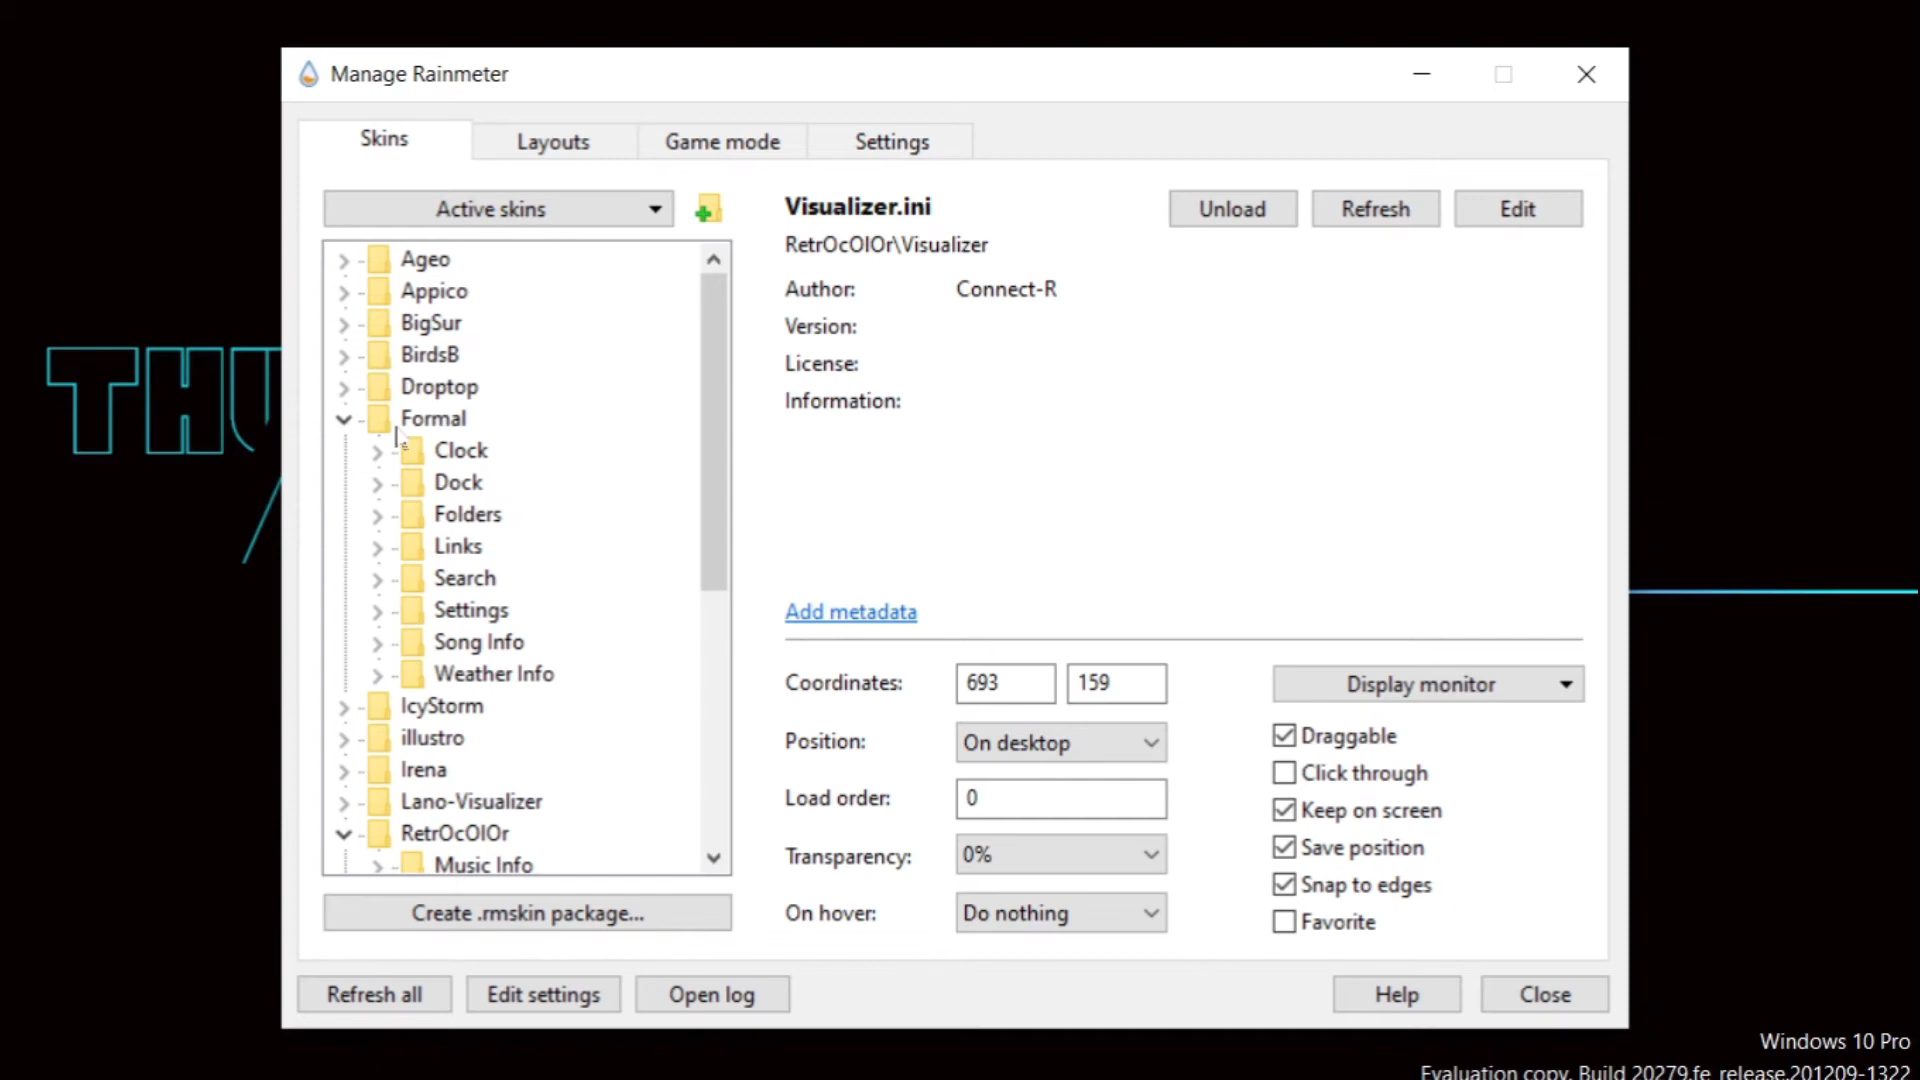 Manage Rainmeter
Skins
Layouts
Game mode
Settings
Active skins
Ageo
Appico
BigSur
BirdsB
Droptop
Formal
Clock
Dock
Folders
Links
Search
Settings
Song Info
Weather Info
IcyStorm
illustro
Irena
Lano-Visualizer
RetrOcOlOr
Music Info
Create .rmskin package...
Visualizer.ini
Unload
Refresh
Edit
RetrOcOlOr\Visualizer
Author: Connect-R
Version:
License:
Information:
Add metadata
Coordinates: 693 159
Position: On desktop
Load order: 0
Transparency: 0%
On hover: Do nothing
Display monitor
Draggable
Click through
Keep on screen
Save position
Snap to edges
Favorite
Refresh all
Edit settings
Open log
Help
Close
THU
Windows 10 Pro
Evaluation copy. Build 20279.fe_release.201209-1322